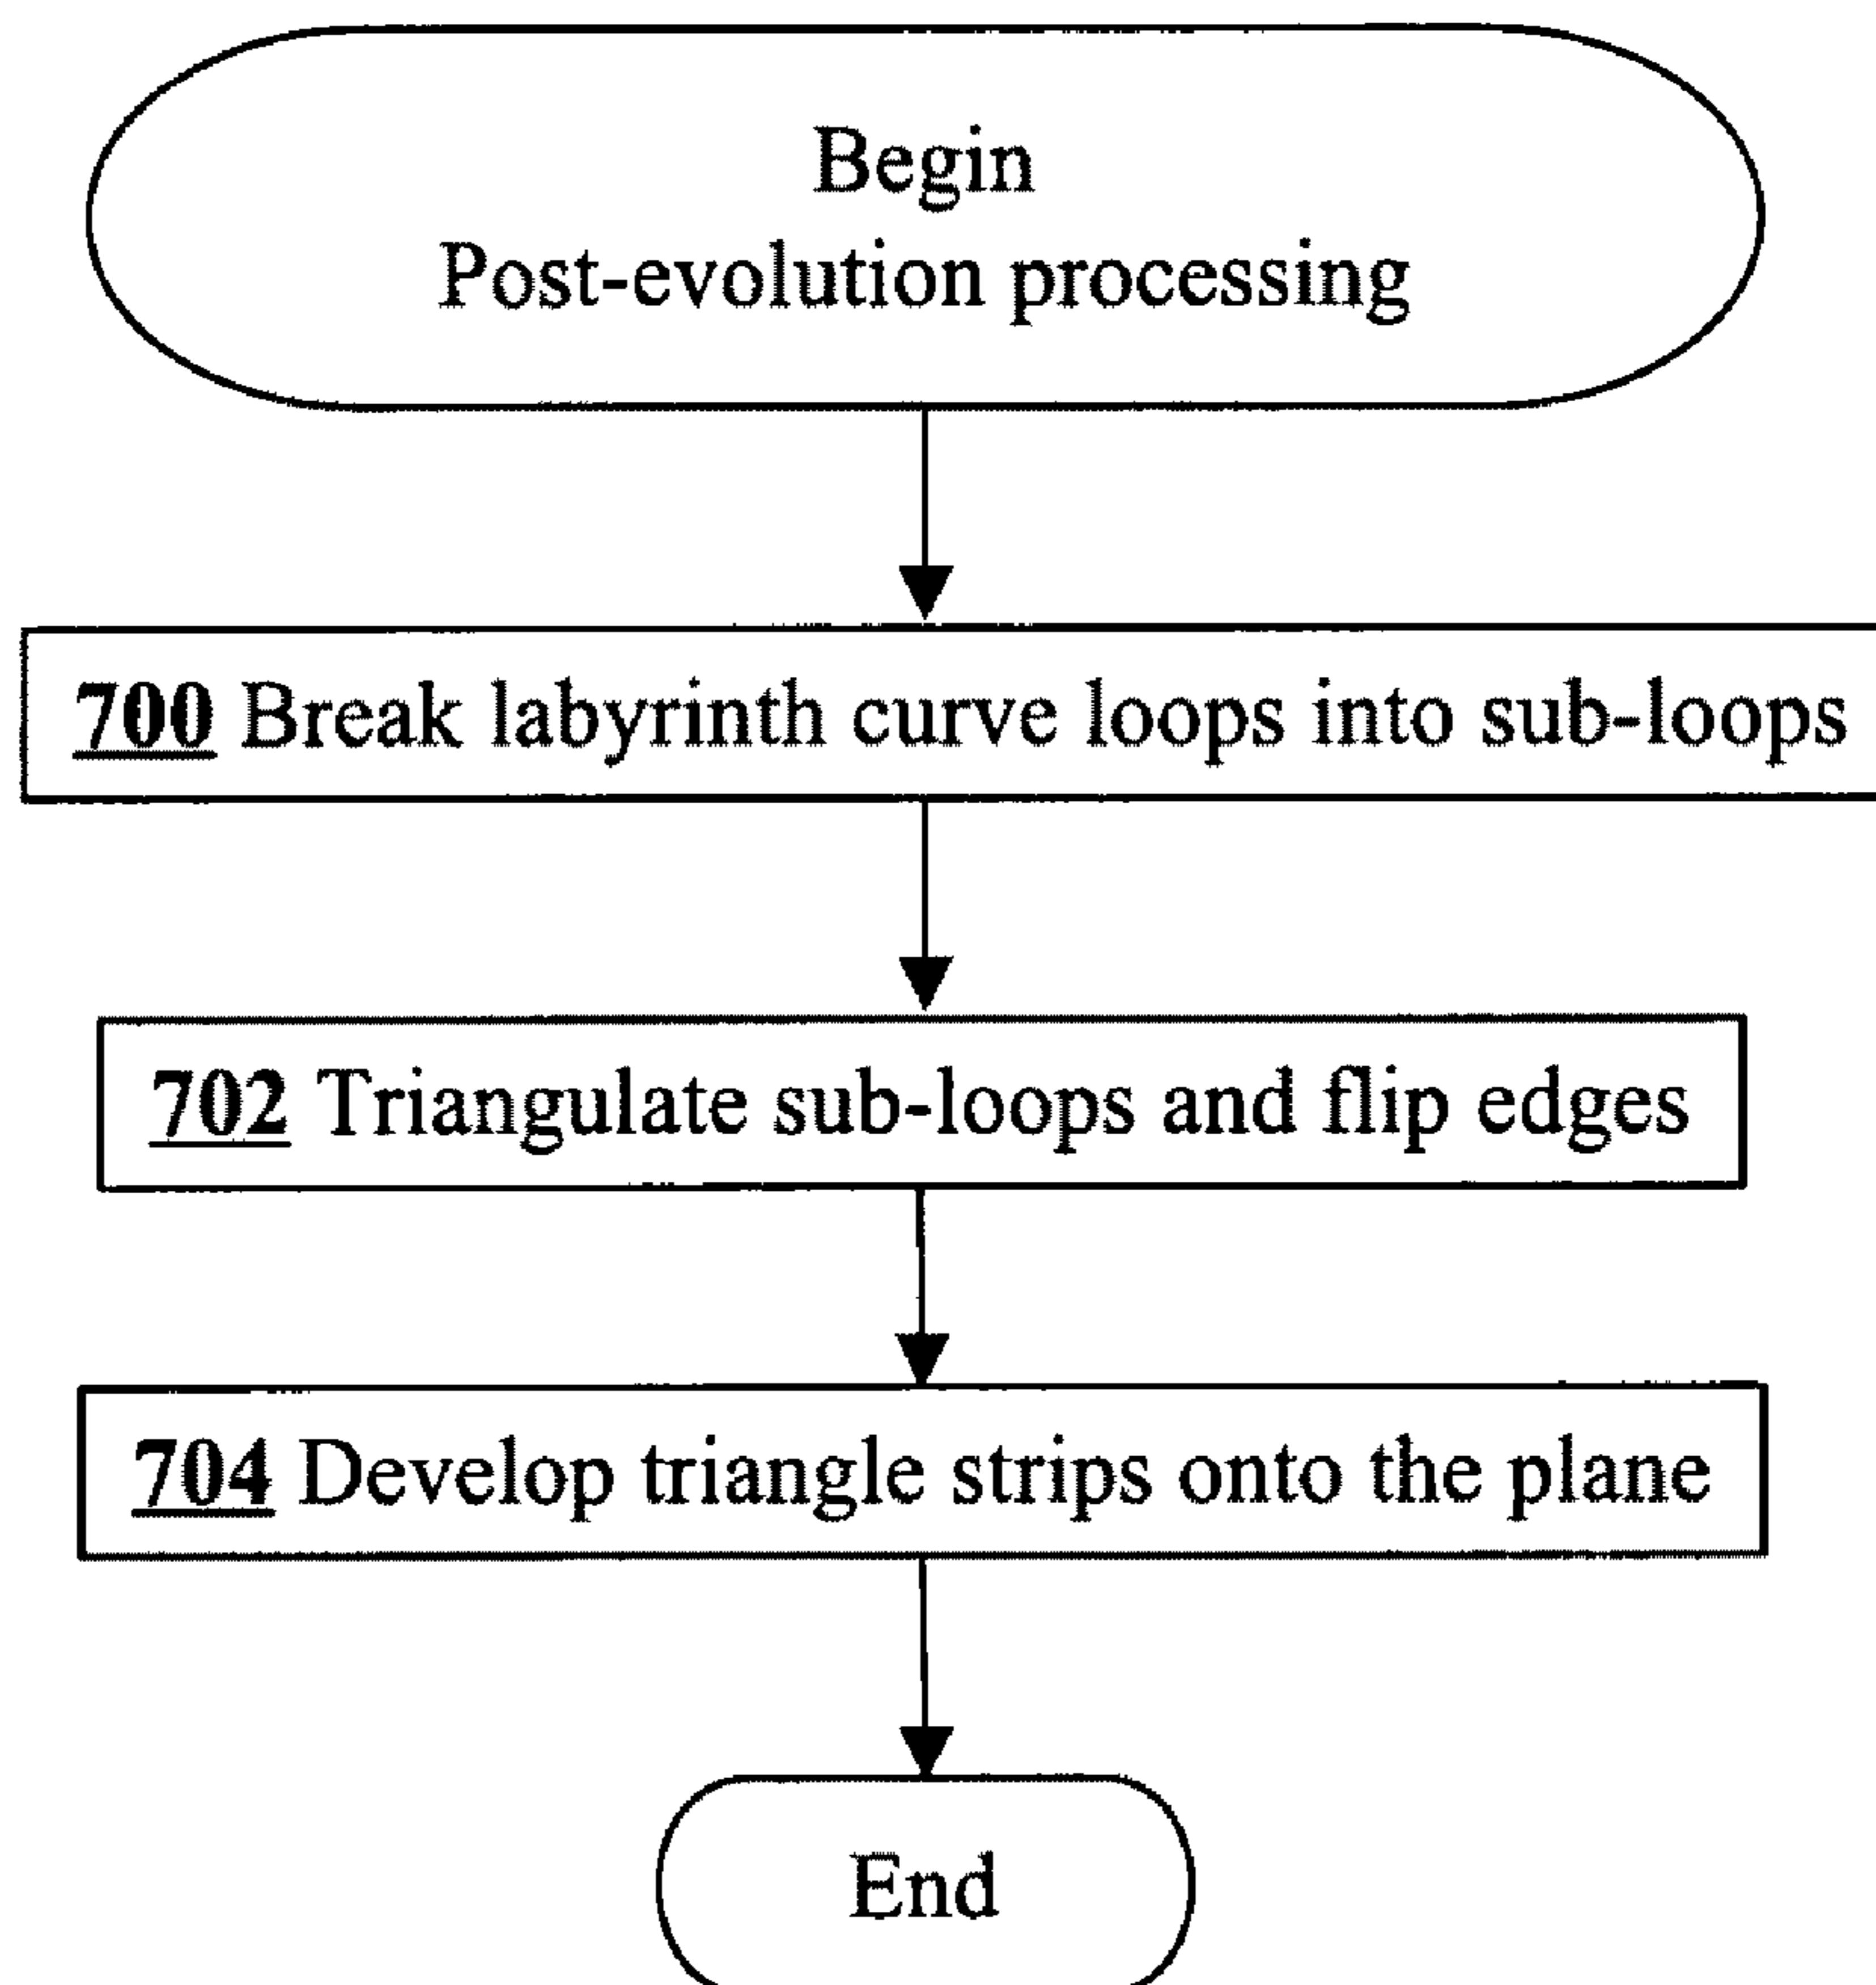 Begin
Post-evolution processing
700 Break labyrinth curve loops into sub-loops
702 Triangulate sub-loops and flip edges
704 Develop triangle strips onto the plane
End